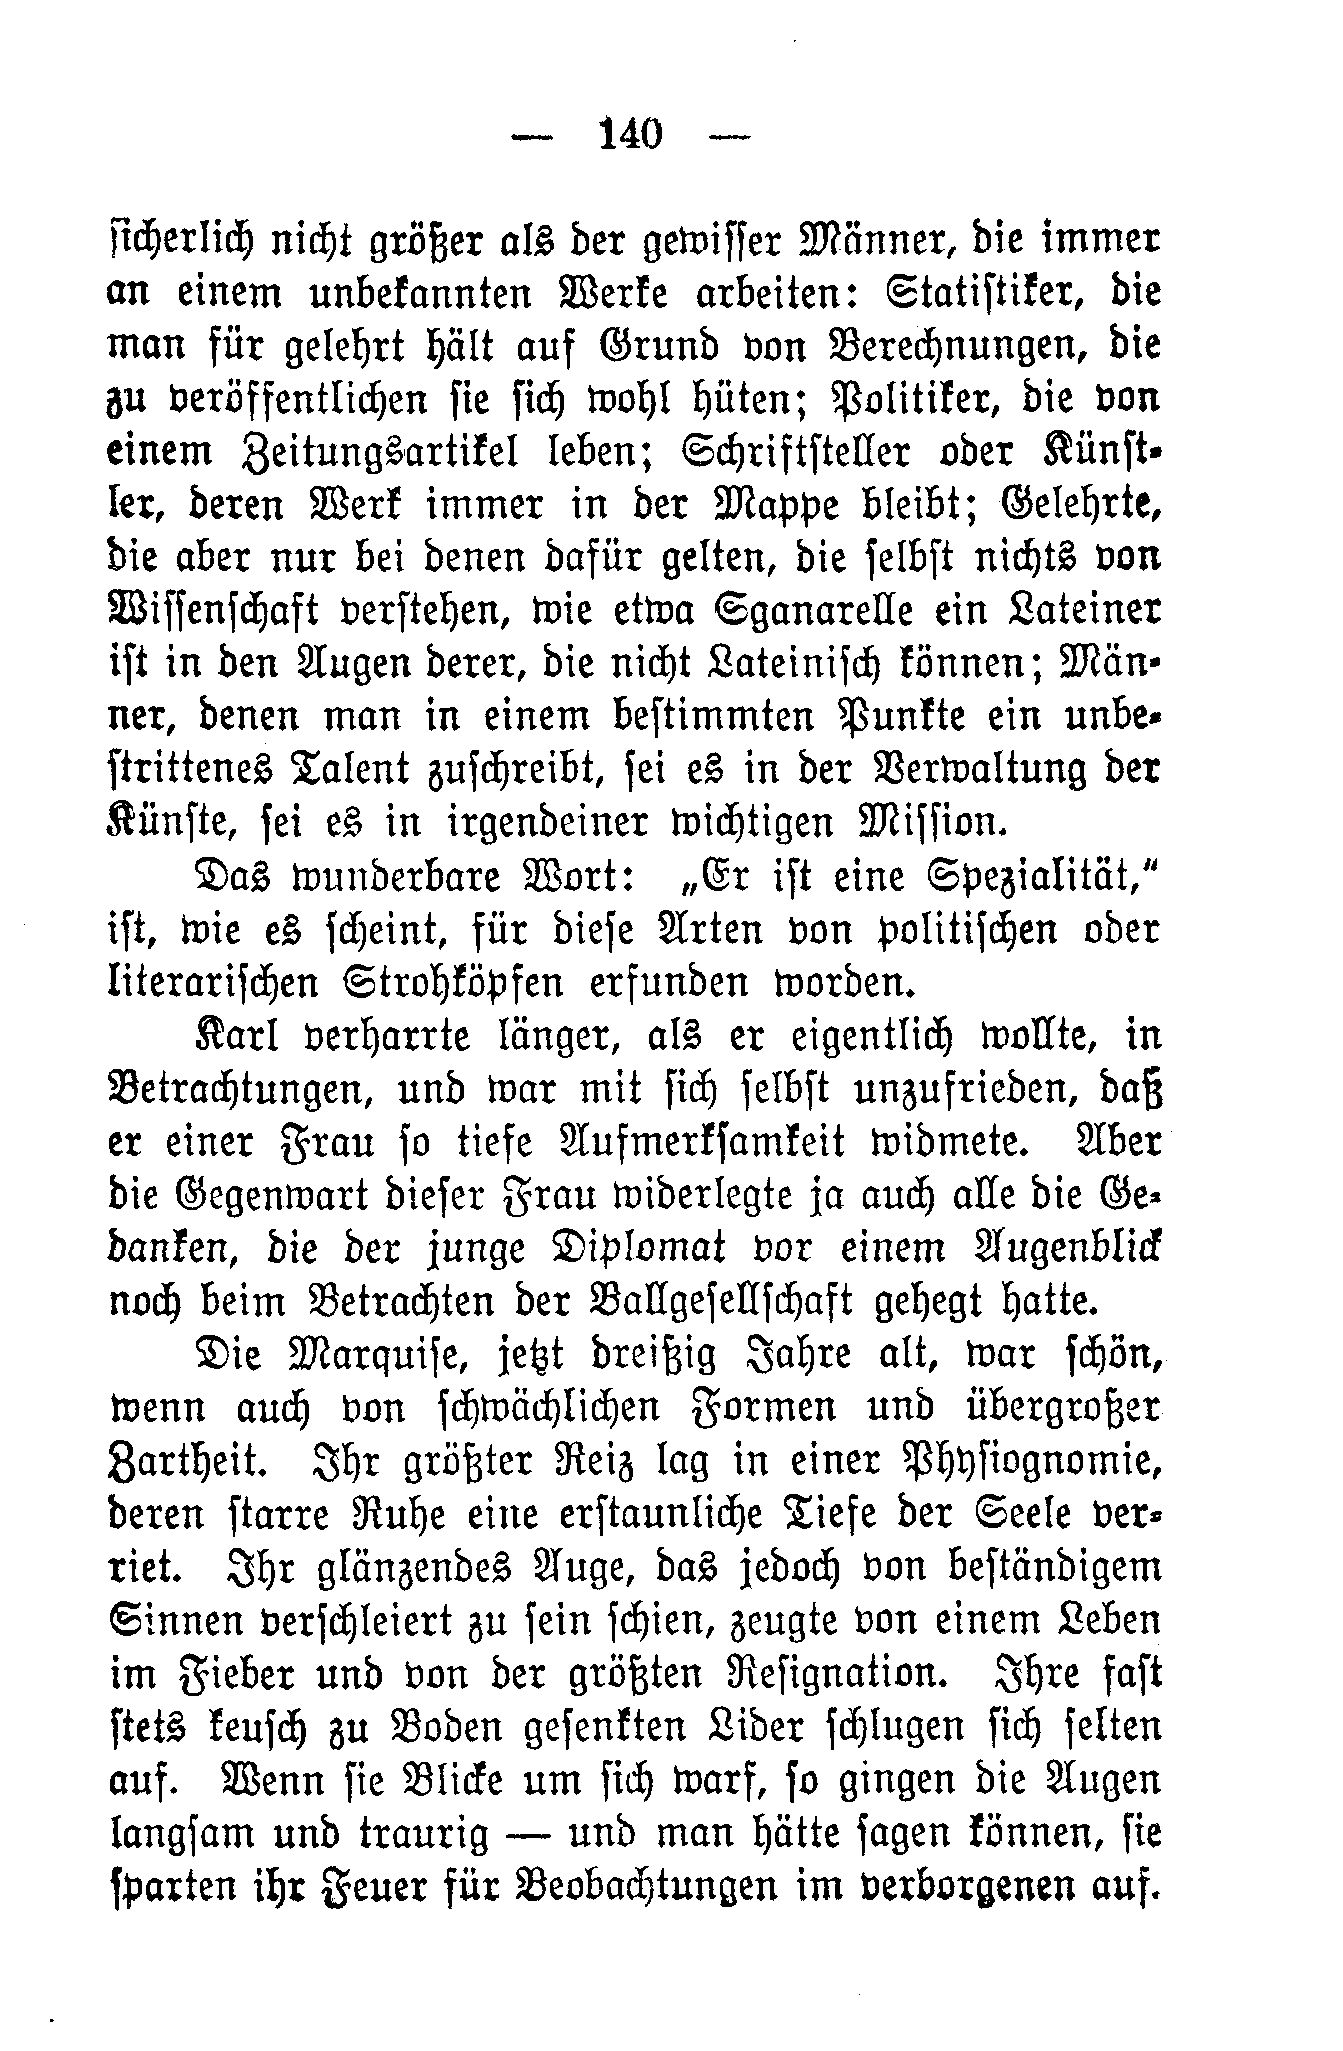 — 140 —
sicherlich nicht größer als der gewisser Männer, die immer
an einem unbekannten Werke arbeiten: Statistiker, die
man für gelehrt hält auf Grund von Berechnungen, die
zu veröffentlichen sie sich wohl hüten; Politiker, die von
einem Zeitungsartikel leben; Schriftsteller oder Künst-
ler, deren Werk immer in der Mappe bleibt; Gelehrte,
die aber nur bei denen dafür gelten, die selbst nichts von
Wissenschaft verstehen, wie etwa Sganarelle ein Lateiner
ist in den Augen derer, die nicht Lateinisch können; Män-
ner, denen man in einem bestimmten Punkte ein unbe-
strittenes Talent zuschreibt, sei es in der Verwaltung der
Künste, sei es in irgendeiner wichtigen Mission.
Das wunderbare Wort: „Er ist eine Spezialität,“
ist, wie es scheint, für diese Arten von politischen oder
literarischen Strohköpfen erfunden worden.
Karl verharrte länger, als er eigentlich wollte, in
Betrachtungen, und war mit sich selbst unzufrieden, daß
er einer Frau so tiefe Aufmerksamkeit widmete. Aber
die Gegenwart dieser Frau widerlegte ja auch alle die Ge-
danken, die der junge Diplomat vor einem Augenblick
noch beim Betrachten der Ballgesellschaft gehegt hatte.
Die Marquise, jetzt dreißig Jahre alt, war schön,
wenn auch von schwächlichen Formen und übergroßer
Zartheit. Ihr größter Reiz lag in einer Physiognomie,
deren starre Ruhe eine erstaunliche Tiefe der Seele ver-
riet. Ihr glänzendes Auge, das jedoch von beständigem
Sinnen verschleiert zu sein schien, zeugte von einem Leben
im Fieber und von der größten Resignation. Ihre fast
stets keusch zu Boden gesenkten Lider schlugen sich selten
auf. Wenn sie Blicke um sich warf, so gingen die Augen
langsam und traurig — und man hätte sagen können, sie
sparten ihr Feuer für Beobachtungen im verborgenen auf.